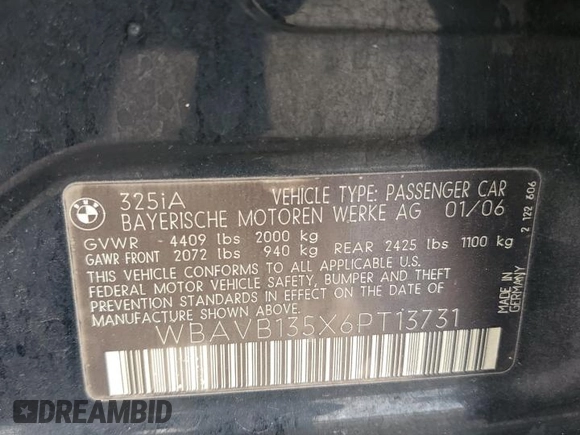 BMW
325iA VEHICLE TYPE: PASSENGER CAR
BAYERISCHE MOTOREN WERKE AG 01/06
GVWR - 4409 lbs 2000 kg
GAWR FRONT 2072 lbs 940 kg REAR 2425 lbs 1100 kg
THIS VEHICLE CONFORMS TO ALL APPLICABLE U.S.
FEDERAL MOTOR VEHICLE SAFETY, BUMPER AND THEFT
PREVENTION STANDARDS IN EFFECT ON THE DATE OF
MANUFACTURE SHOWN ABOVE.
WBAVB135X6PT13731
MADE IN
GERMANY
2 122 606
DREAMBID